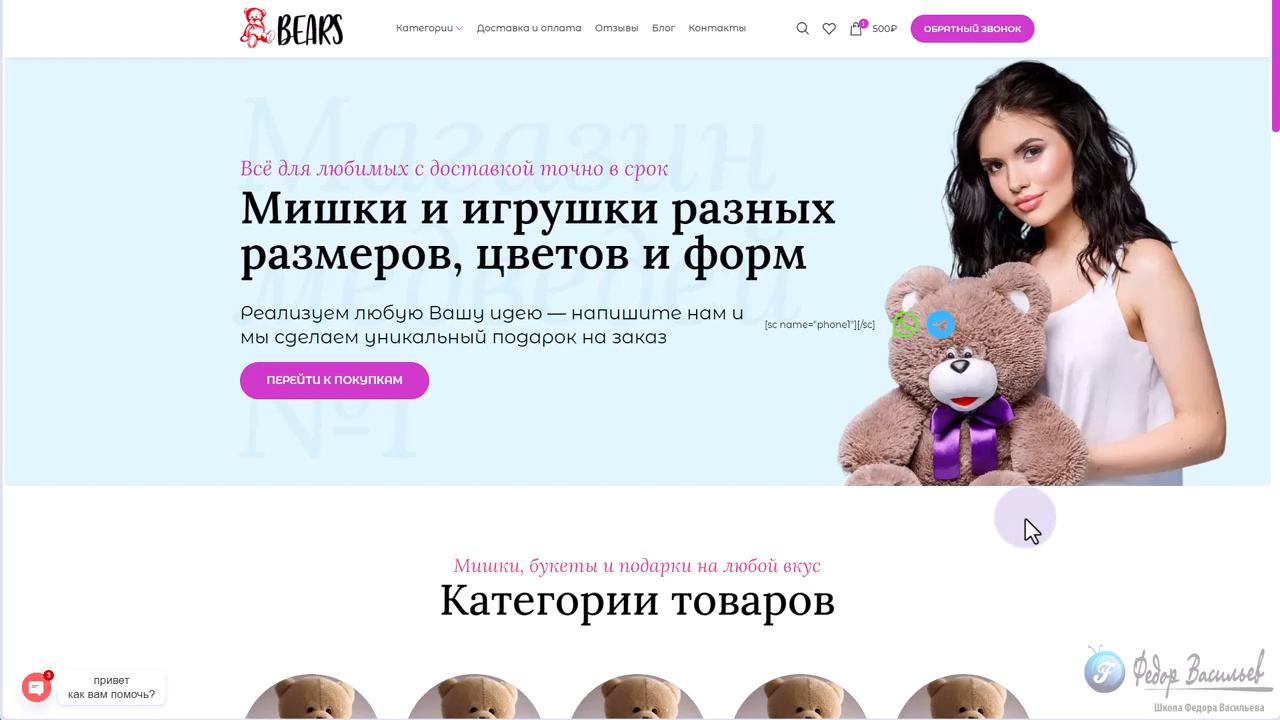 BEARS
Категории
Доставка и оплата
Отзывы
Блог
Контакты
1
500₽
ОБРАТНЫЙ ЗВОНОК
Магазин
медведей
№1
Всё для любимых с доставкой точно в срок
Мишки и игрушки разных
размеров, цветов и форм
Реализуем любую Вашу идею — напишите нам и
мы сделаем уникальный подарок на заказ
[sc name="phone1"][/sc]
ПЕРЕЙТИ К ПОКУПКАМ
Мишки, букеты и подарки на любой вкус
Категории товаров
3
привет
как вам помочь?
F
Федор Васильев
Школа Федора Васильева